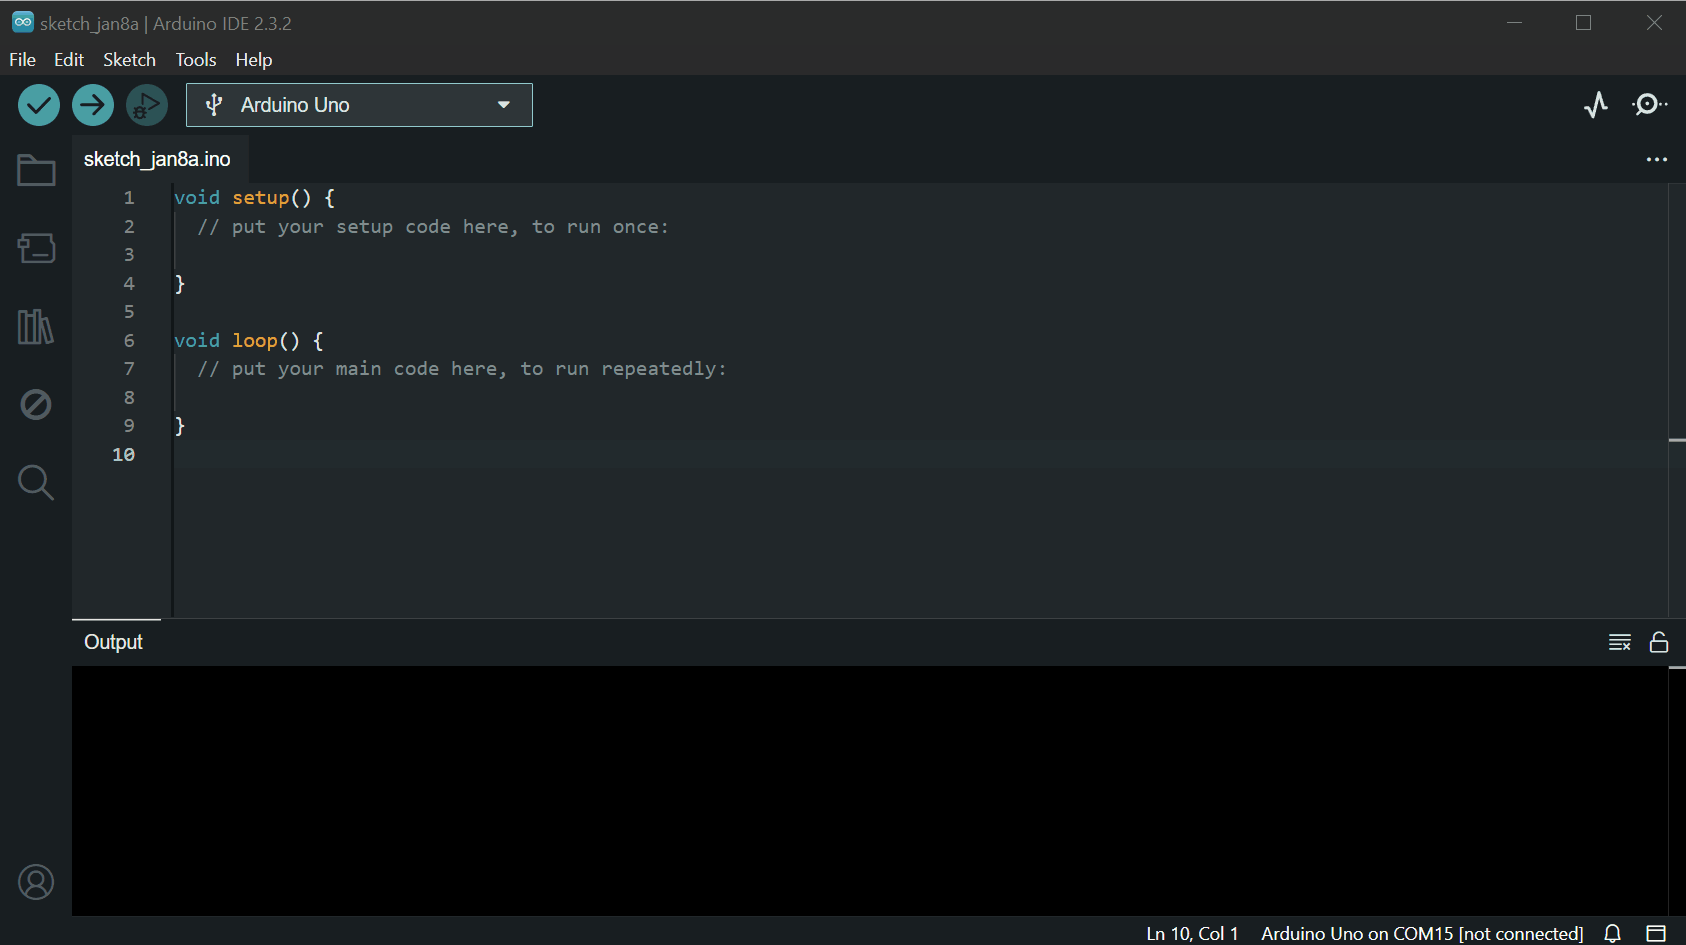 sketch_jan8a | Arduino IDE 2.3.2
File Edit Sketch Tools Help
Arduino Uno
sketch_jan8a.ino
1 void setup() {
2 // put your setup code here, to run once:
3
4 }
5
6 void loop() {
7 // put your main code here, to run repeatedly:
8
9 }
10
Output
Ln 10, Col 1 Arduino Uno on COM15 [not connected]